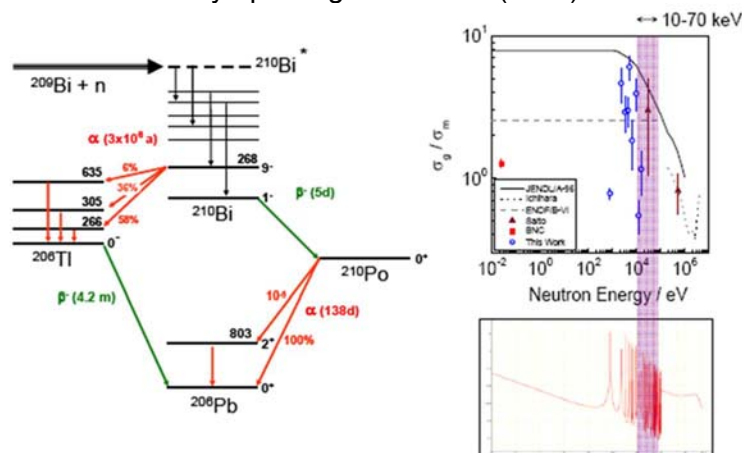 10-70 keV
²⁰⁹Bi + n
²¹⁰Bi*
α (3x10⁶ a)
635
6%
268
9⁻
305
36%
266
58%
0⁻
²⁰⁶Tl
²¹⁰Bi
1⁻
β⁻ (5d)
β⁻ (4.2 m)
²¹⁰Po
0⁺
α (138d)
803
2⁺
100%
²⁰⁶Pb
0⁺
σg / σm
10¹
10⁰
JENDL/A-96
Ichihara
ENDF/B-VI
Saito
BNC
This Work
10⁻² 10⁰ 10² 10⁴ 10⁶
Neutron Energy / eV